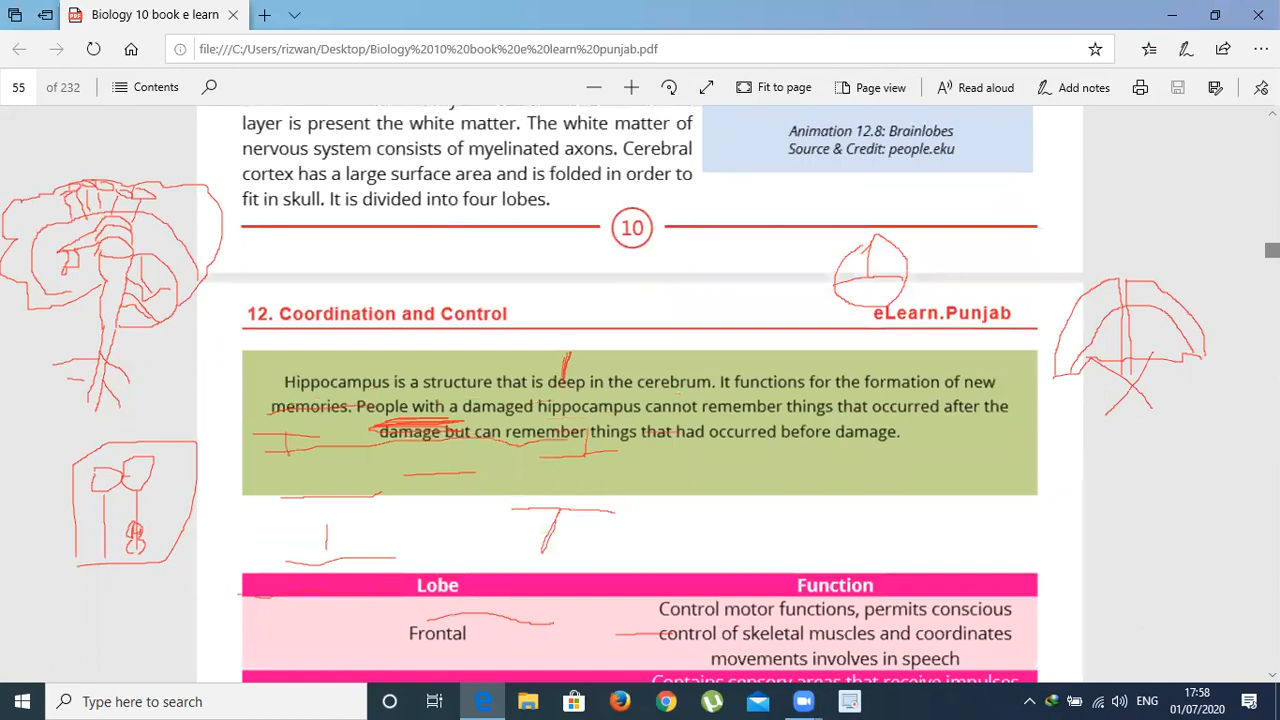 Biology 10 book e learn
file:///C:/Users/rizwan/Desktop/Biology%2010%20book%20e%20learn%20punjab.pdf
55 of 232 Contents Fit to page Page view Read aloud Add notes
layer is present the white matter. The white matter of
nervous system consists of myelinated axons. Cerebral
cortex has a large surface area and is folded in order to
fit in skull. It is divided into four lobes.
Animation 12.8: Brainlobes
Source & Credit: people.eku
10
12. Coordination and Control eLearn.Punjab
Hippocampus is a structure that is deep in the cerebrum. It functions for the formation of new
memories. People with a damaged hippocampus cannot remember things that occurred after the
damage but can remember things that had occurred before damage.
Lobe Function
Frontal
Control motor functions, permits conscious
control of skeletal muscles and coordinates
movements involves in speech
Contains sensory areas that receive impulses
Type here to search
ENG
17:58
01/07/2020